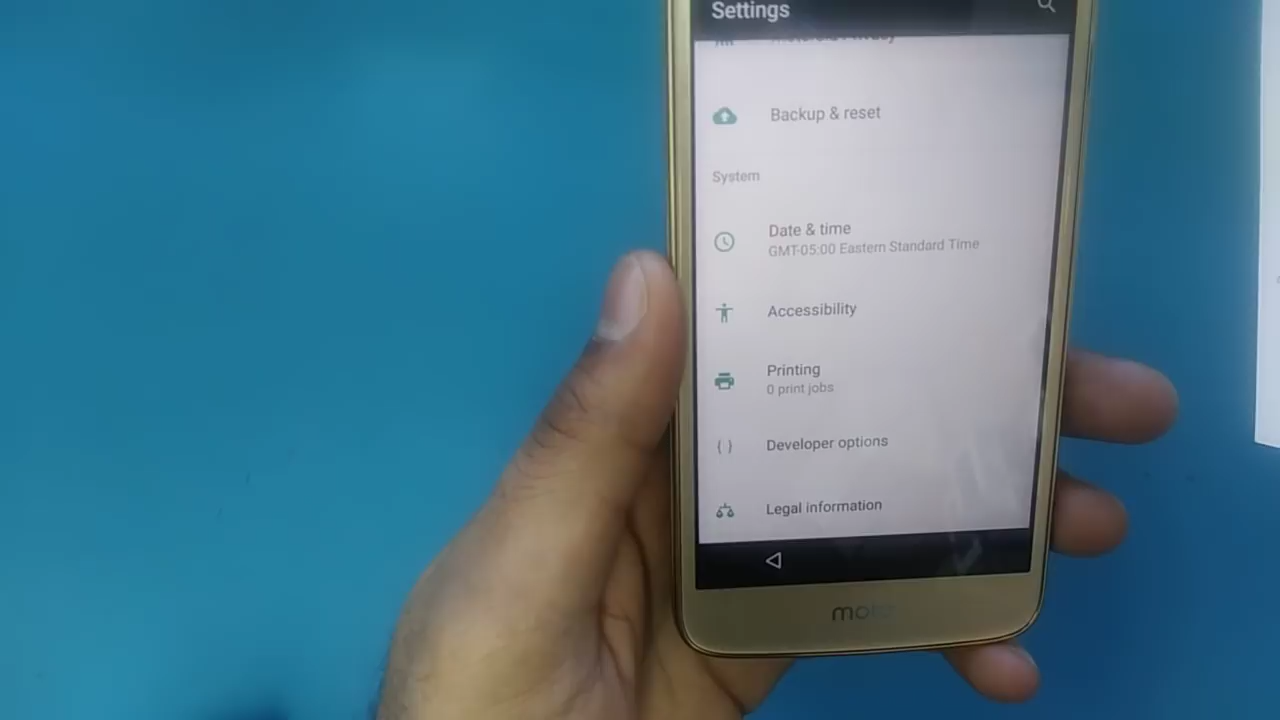 Settings
Backup & reset
System
Date & time
GMT-05:00 Eastern Standard Time
Accessibility
Printing
0 print jobs
Developer options
Legal information
moto